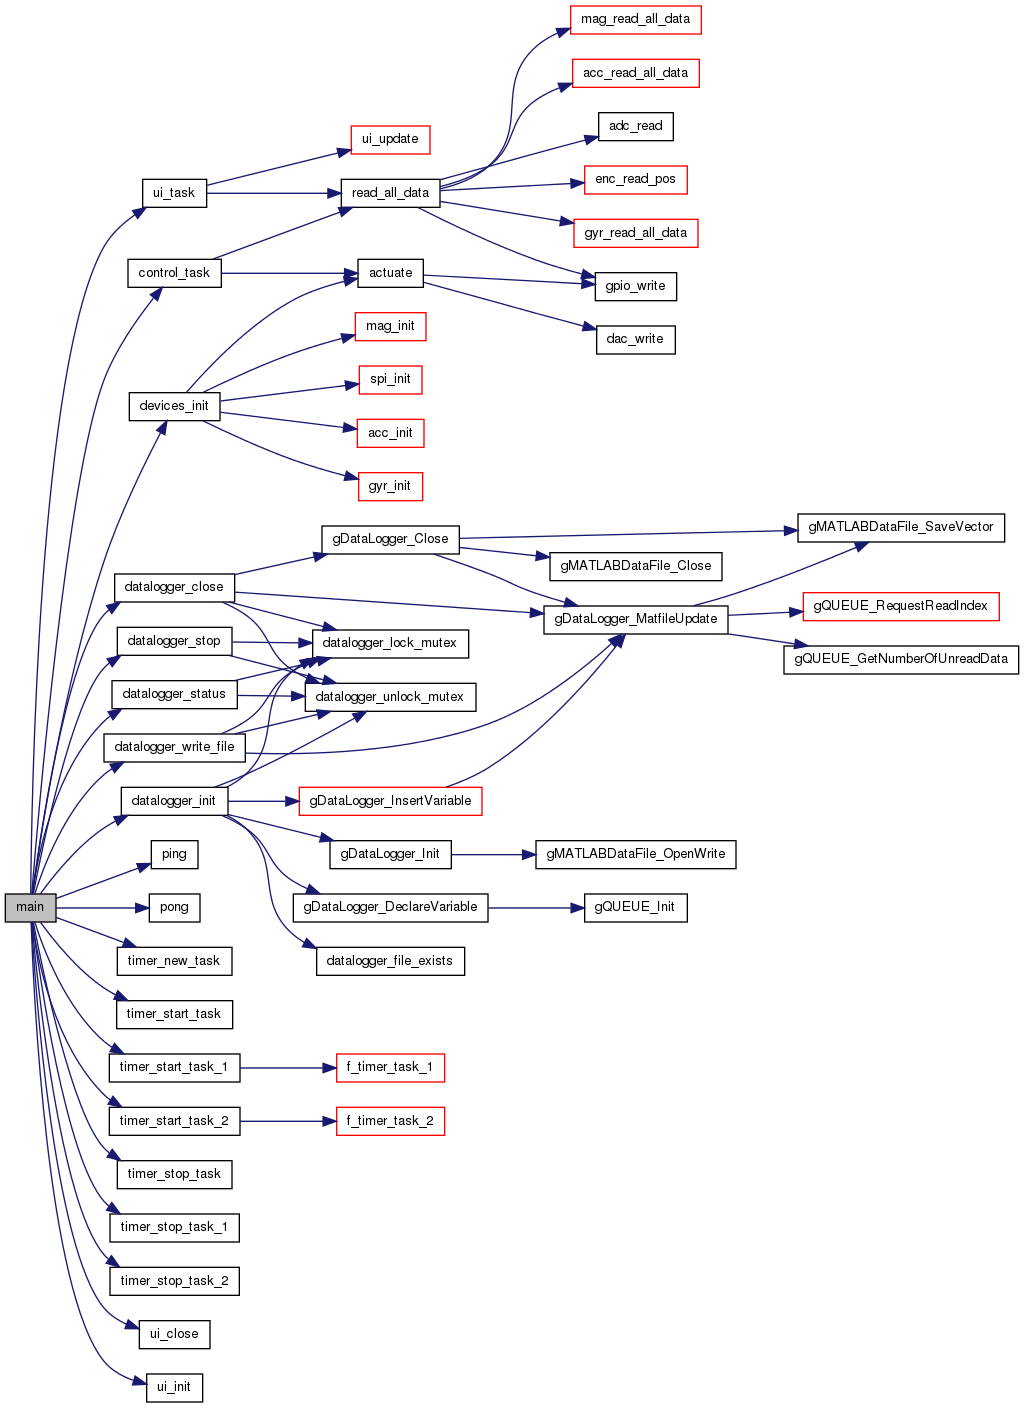 mag_read_all_data
acc_read_all_data
adc_read
ui_update
enc_read_pos
ui_task
read_all_data
gyr_read_all_data
control_task
actuate
gpio_write
mag_init
dac_write
spi_init
devices_init
acc_init
gyr_init
gDataLogger_Close
gMATLABDataFile_SaveVector
gMATLABDataFile_Close
datalogger_close
gQUEUE_RequestReadIndex
gDataLogger_MatfileUpdate
datalogger_stop
datalogger_lock_mutex
gQUEUE_GetNumberOfUnreadData
datalogger_status
datalogger_unlock_mutex
datalogger_write_file
datalogger_init
gDataLogger_InsertVariable
ping
gDataLogger_Init
gMATLABDataFile_OpenWrite
main
pong
gDataLogger_DeclareVariable
gQUEUE_Init
timer_new_task
datalogger_file_exists
timer_start_task
timer_start_task_1
f_timer_task_1
timer_start_task_2
f_timer_task_2
timer_stop_task
timer_stop_task_1
timer_stop_task_2
ui_close
ui_init